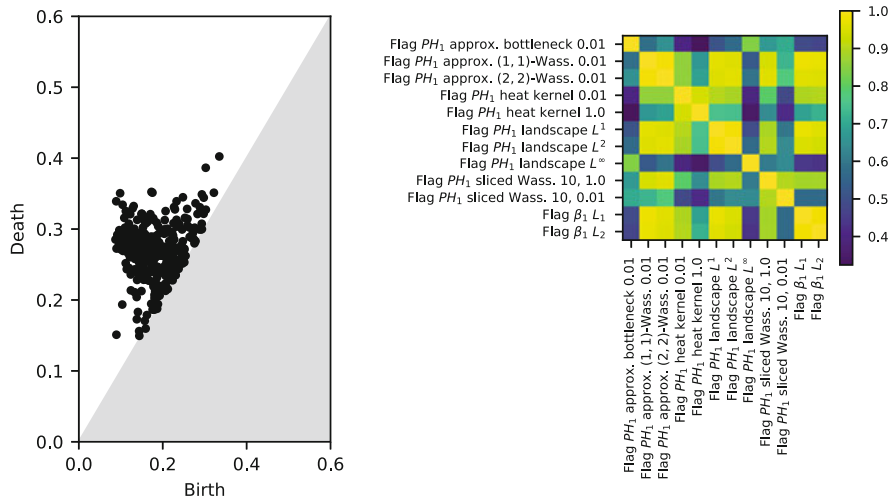 0.6
0.5
0.4
0.3
0.2
0.1
0.0
Death
0.0 0.2 0.4 0.6
Birth
Flag PH₁ approx. bottleneck 0.01
Flag PH₁ approx. (1, 1)-Wass. 0.01
Flag PH₁ approx. (2, 2)-Wass. 0.01
Flag PH₁ heat kernel 0.01
Flag PH₁ heat kernel 1.0
Flag PH₁ landscape L¹
Flag PH₁ landscape L²
Flag PH₁ landscape L∞
Flag PH₁ sliced Wass. 10, 1.0
Flag PH₁ sliced Wass. 10, 0.01
Flag β₁ L₁
Flag β₁ L₂
Flag PH₁ approx. bottleneck 0.01
Flag PH₁ approx. (1, 1)-Wass. 0.01
Flag PH₁ approx. (2, 2)-Wass. 0.01
Flag PH₁ heat kernel 0.01
Flag PH₁ heat kernel 1.0
Flag PH₁ landscape L¹
Flag PH₁ landscape L²
Flag PH₁ landscape L∞
Flag PH₁ sliced Wass. 10, 1.0
Flag PH₁ sliced Wass. 10, 0.01
Flag β₁ L₁
Flag β₁ L₂
1.0
0.9
0.8
0.7
0.6
0.5
0.4